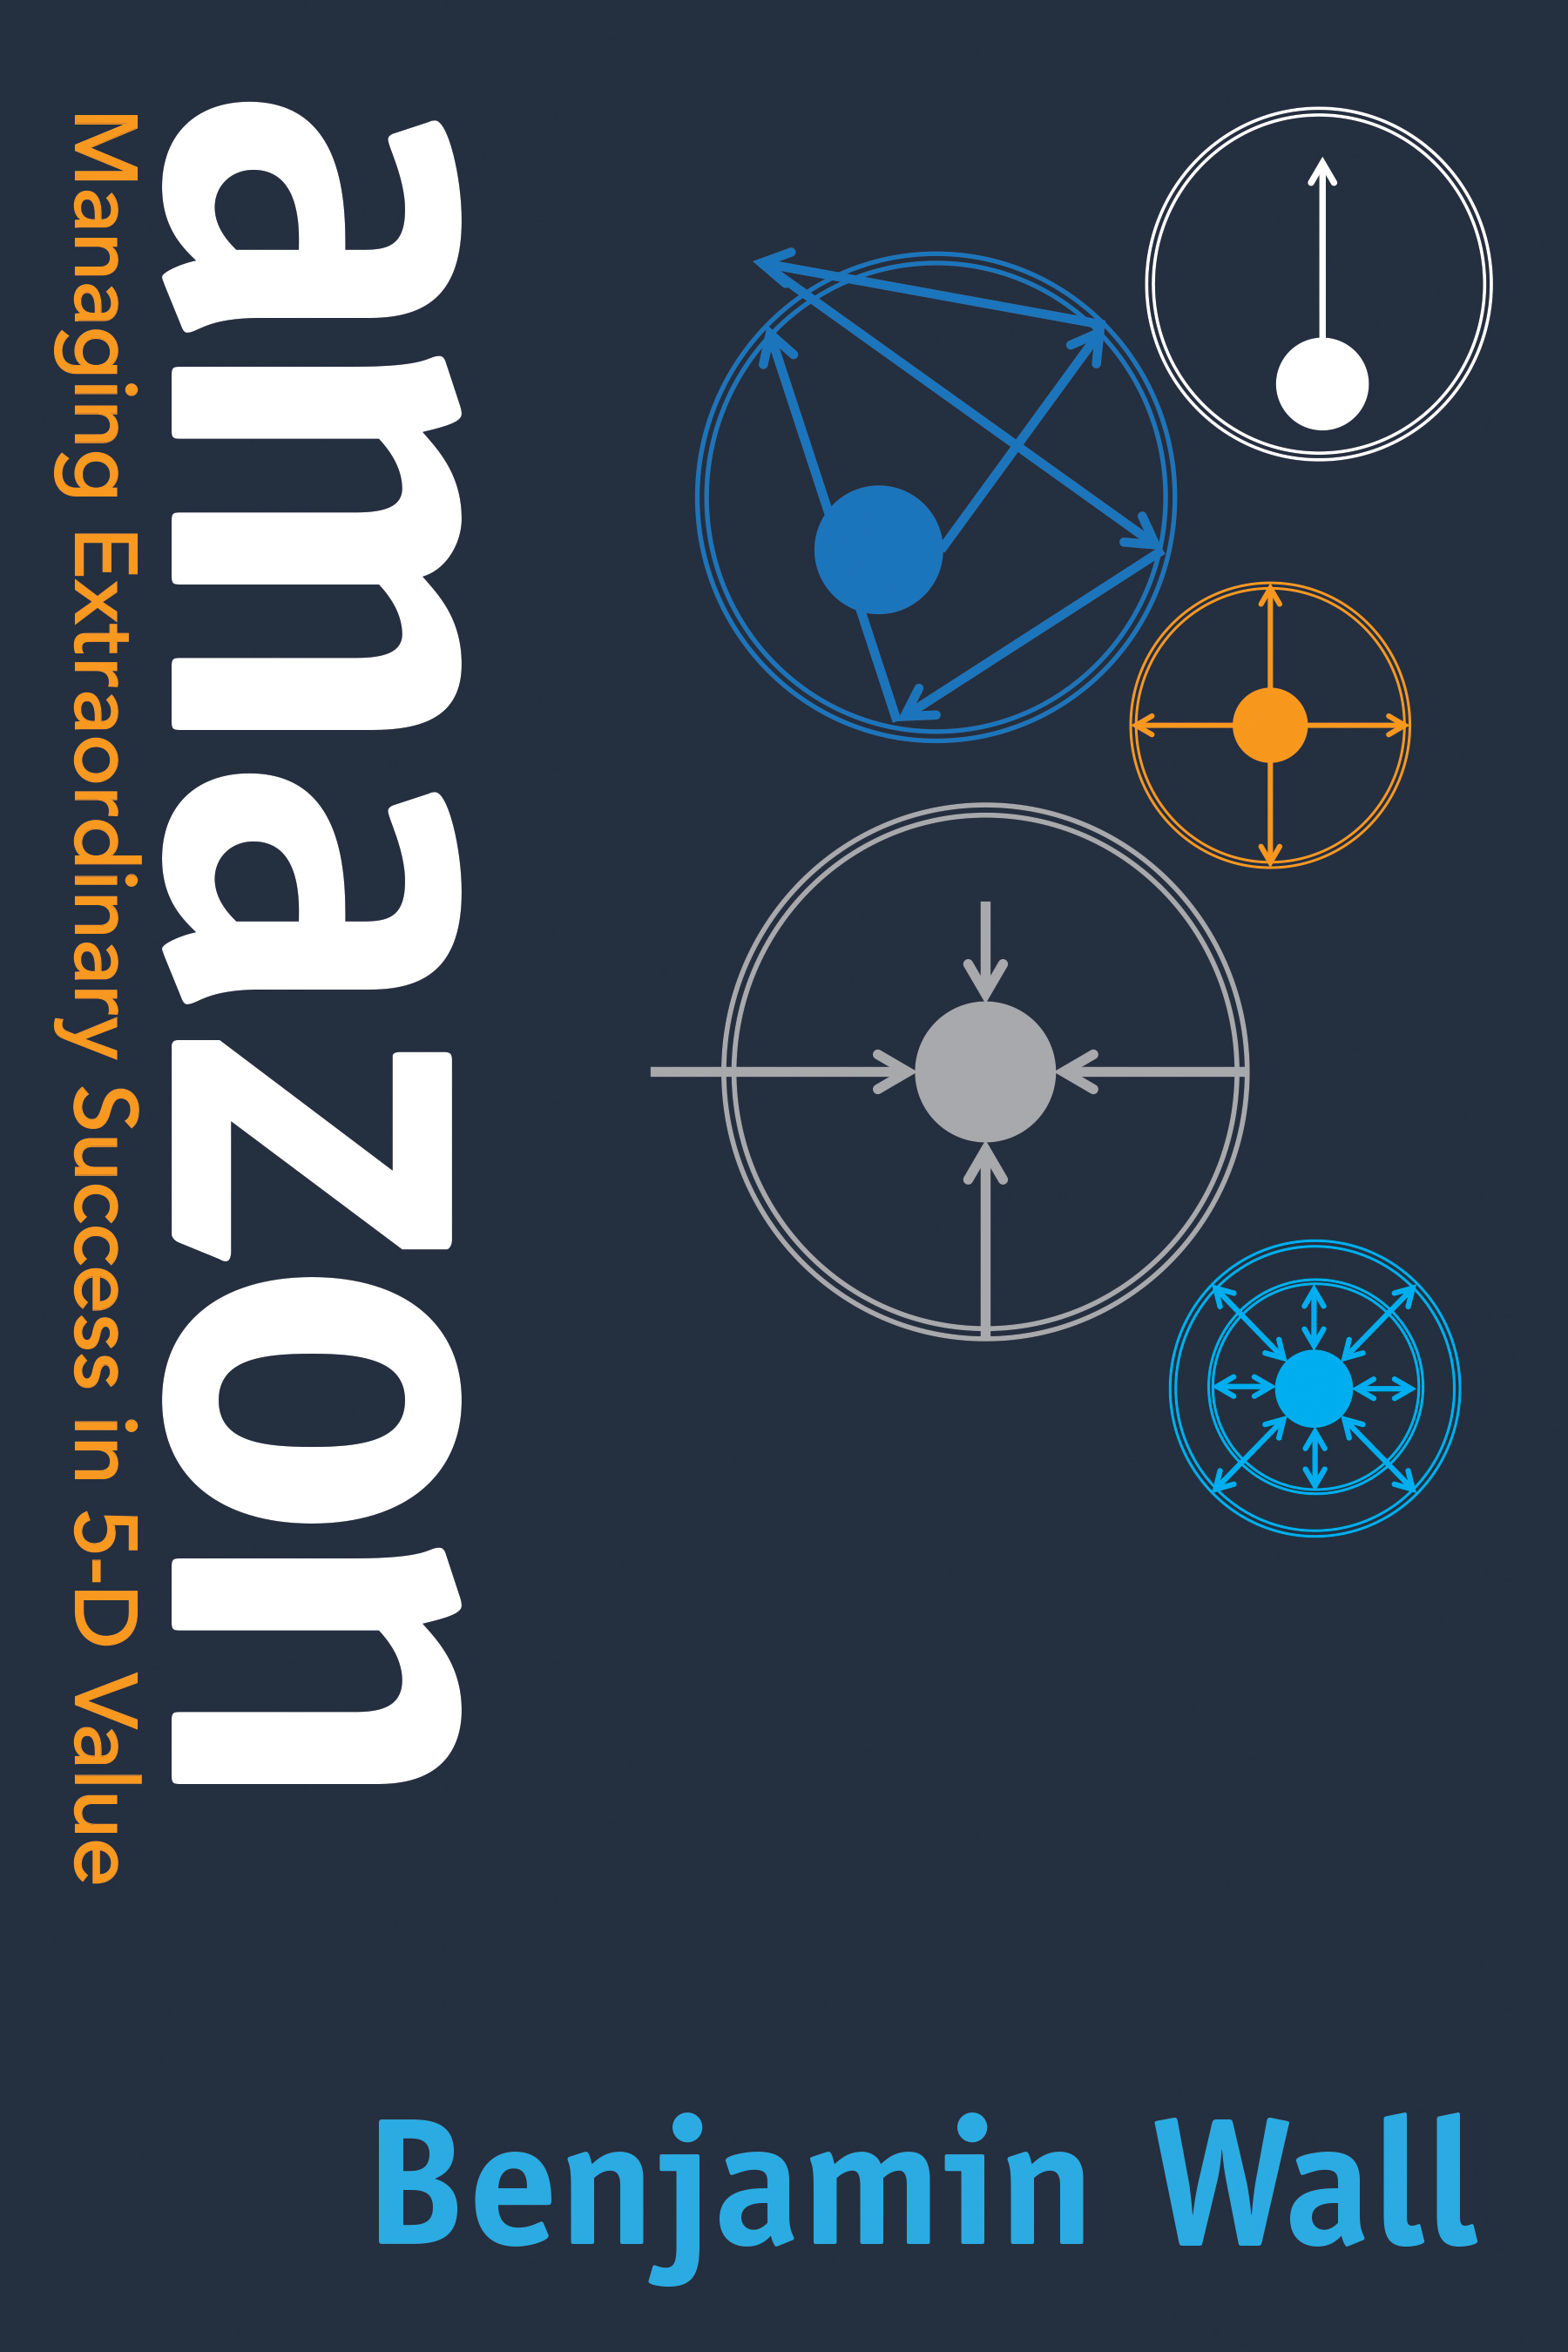 amazon
Managing Extraordinary Success in 5-D Value
Benjamin Wall